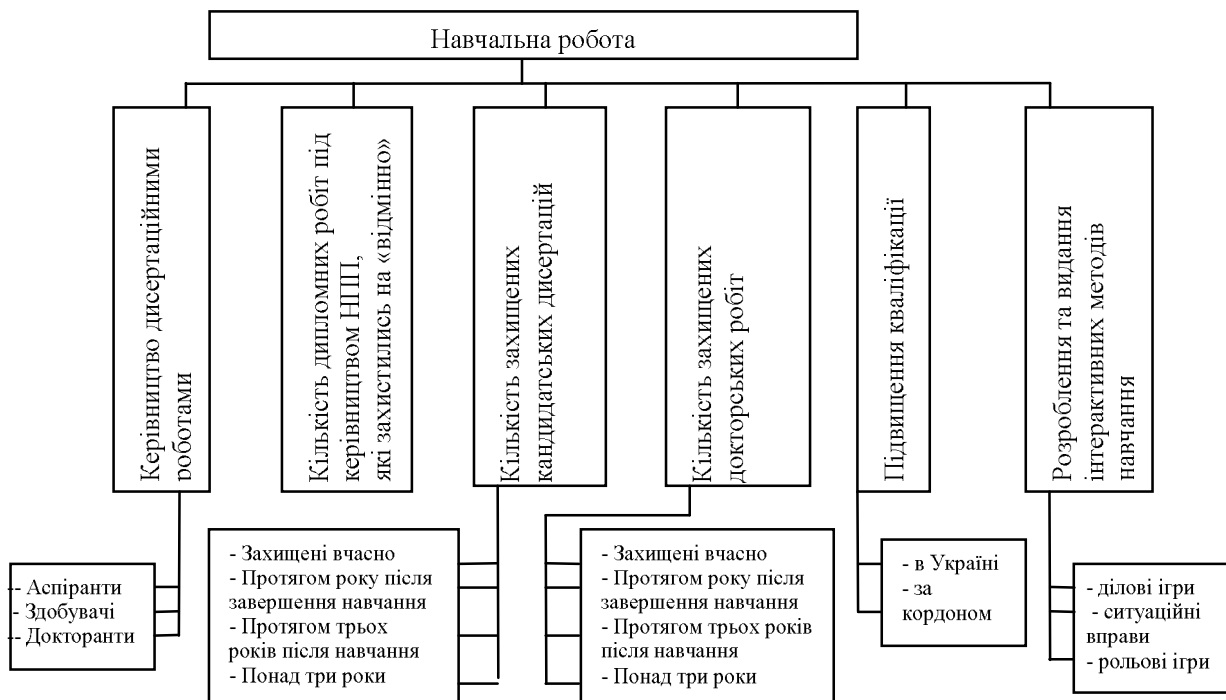 Навчальна робота
Керівництво дисертаційними
роботами
Кількість дипломних робіт під
керівництвом НПП,
які захистились на «відмінно»
Кількість захищених
кандидатських дисертацій
Кількість захищених
докторських робіт
Підвищення кваліфікації
Розроблення та видання
інтерактивних методів
навчання
-- Аспіранти
- Здобувачі
-- Докторанти
- Захищені вчасно
- Протягом року після
завершення навчання
- Протягом трьох
років після навчання
- Понад три роки
- Захищені вчасно
- Протягом року після
завершення навчання
- Протягом трьох років
після навчання
- Понад три роки
- в Україні
- за
кордоном
- ділові ігри
- ситуаційні
вправи
- рольові ігри